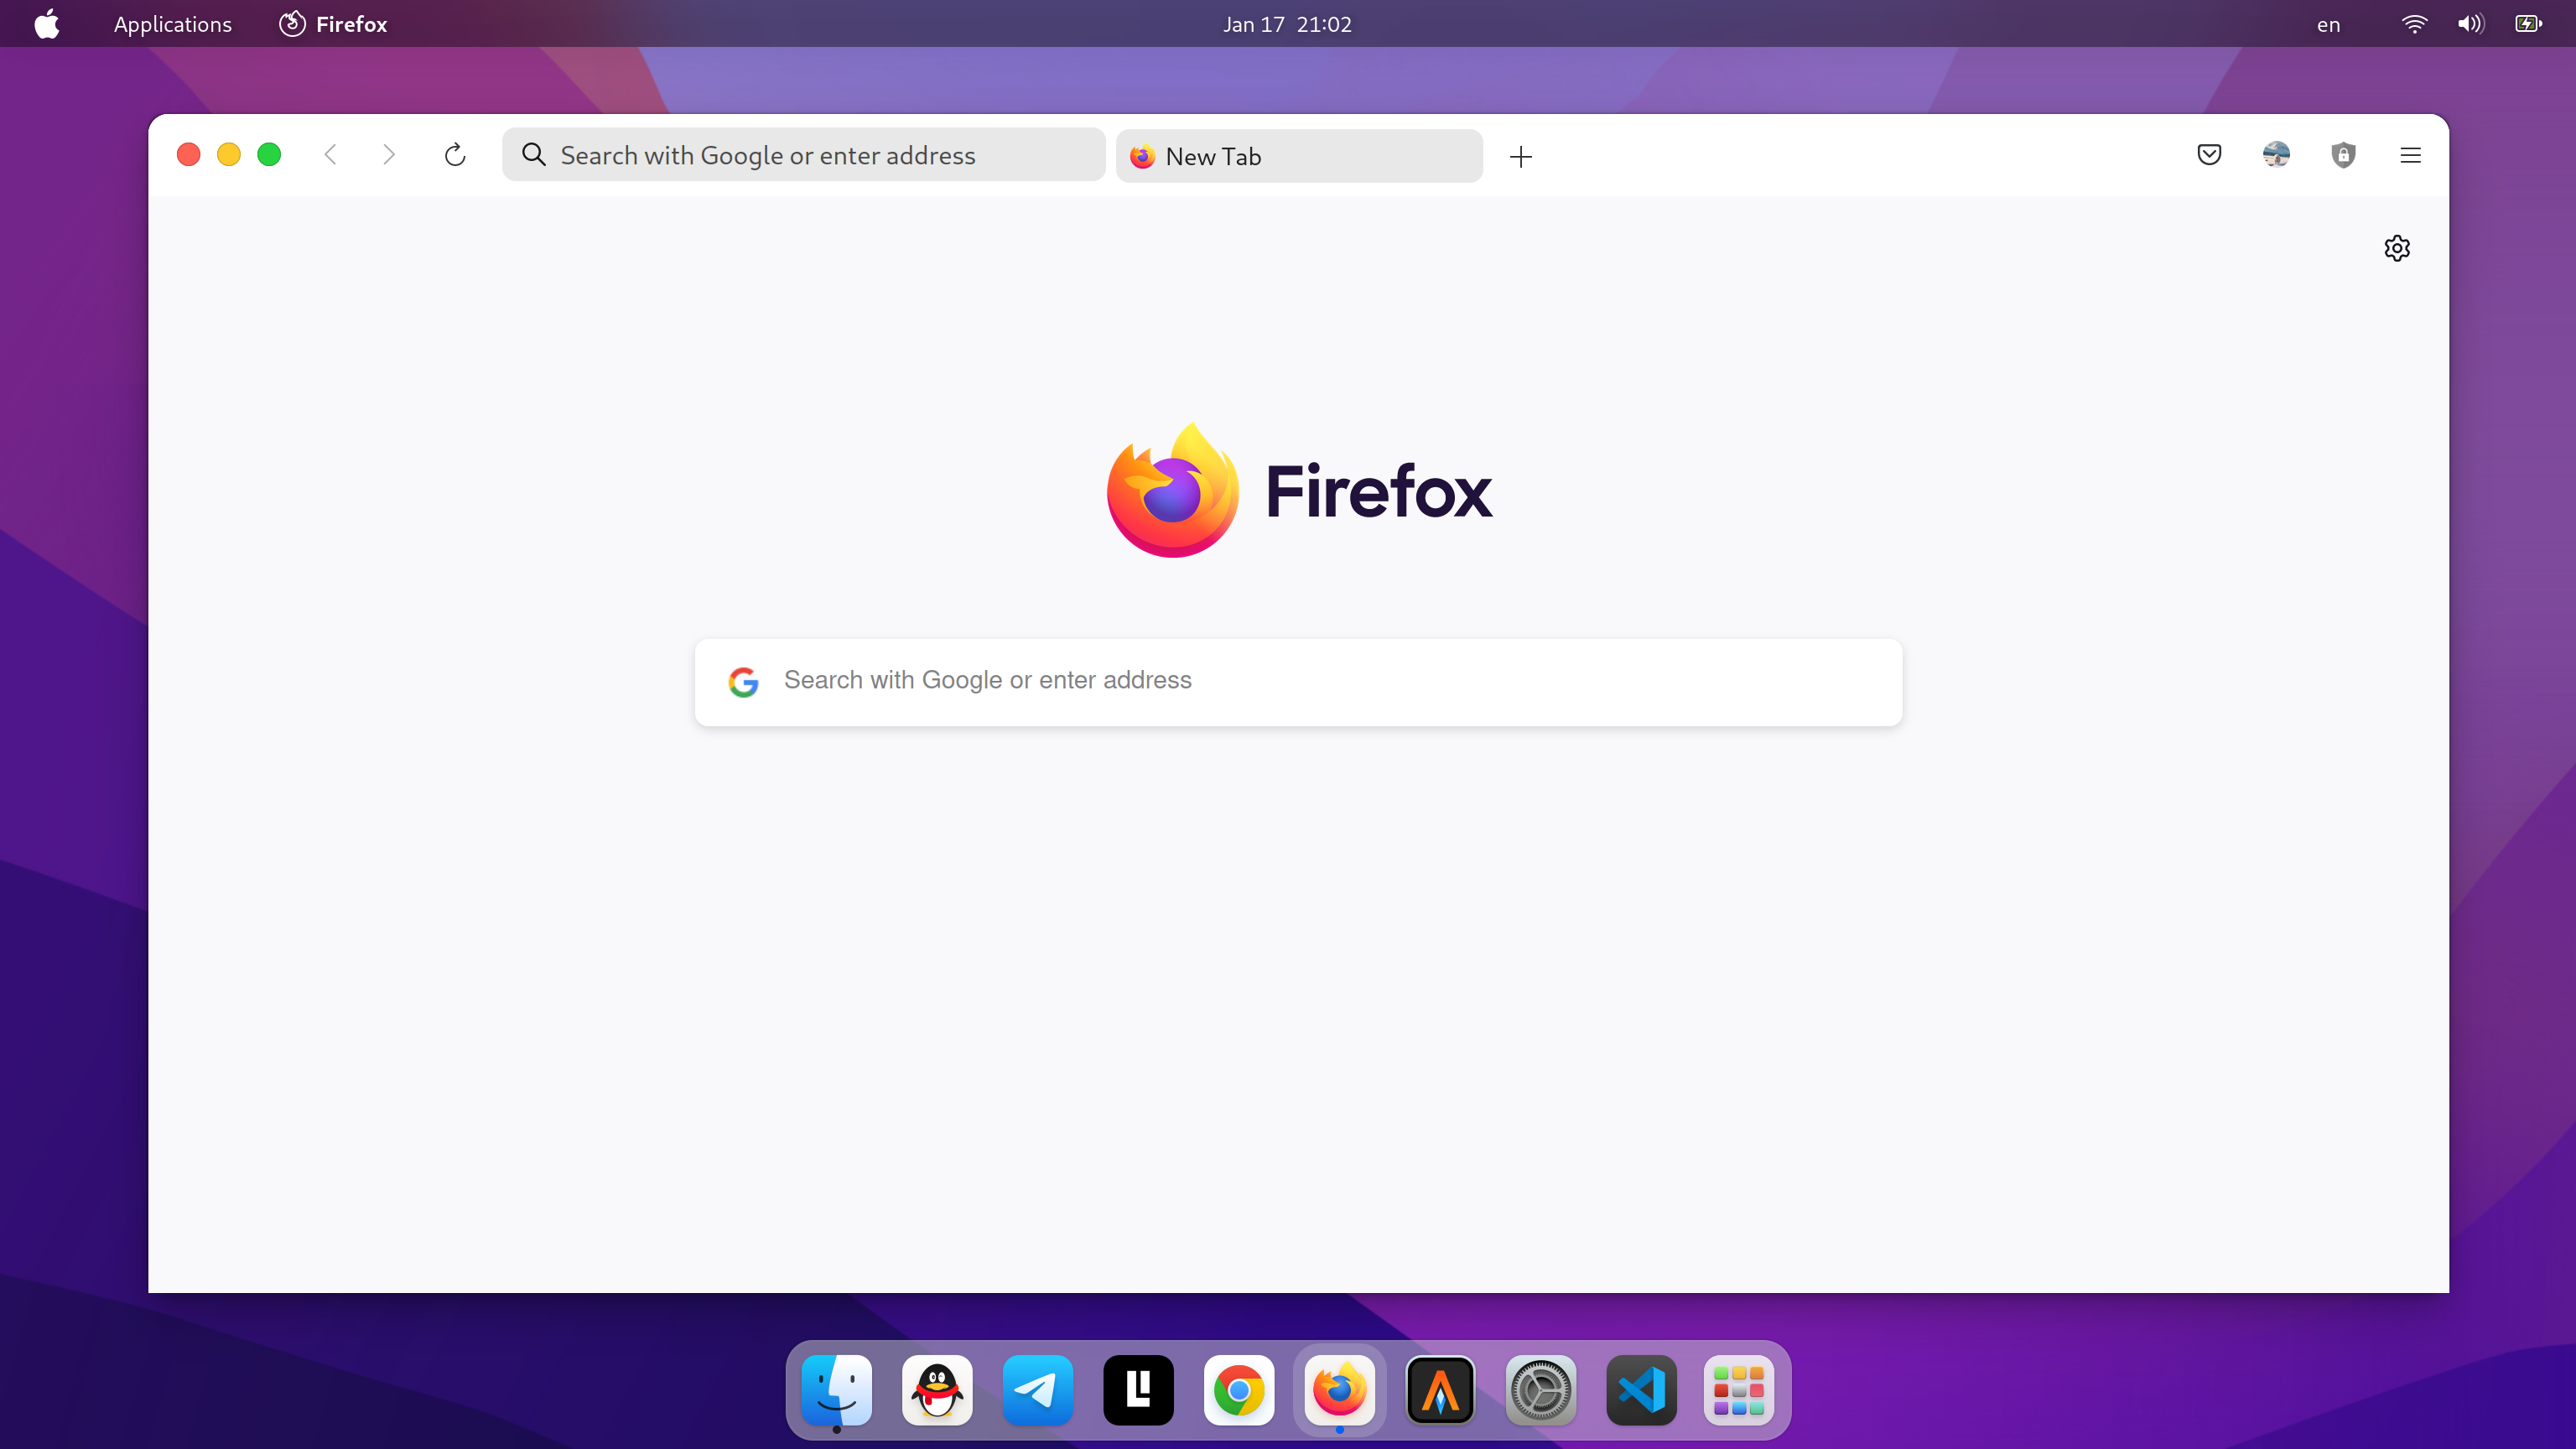 Applications Firefox Jan 17 21:02 en
Search with Google or enter address New Tab
Firefox
Search with Google or enter address